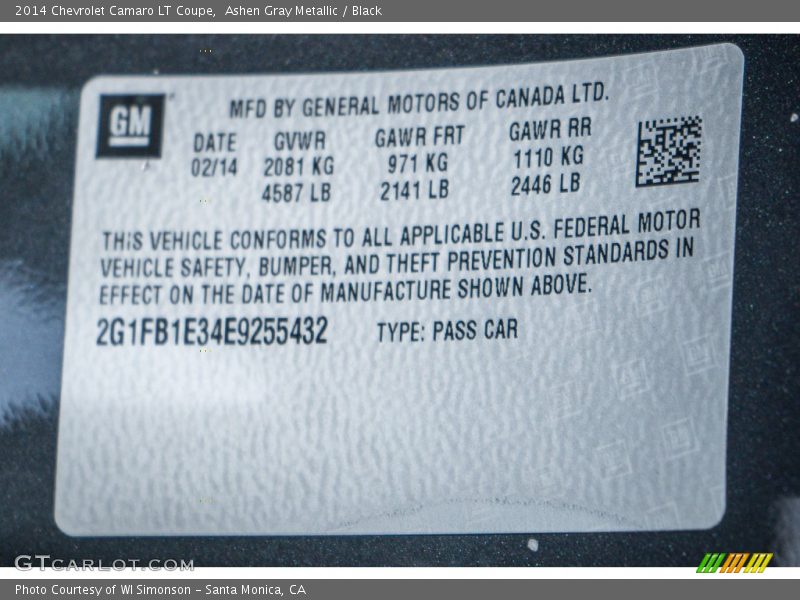 2014 Chevrolet Camaro LT Coupe, Ashen Gray Metallic / Black
GM
MFD BY GENERAL MOTORS OF CANADA LTD.
DATE GVWR GAWR FRT GAWR RR
02/14 2081 KG 971 KG 1110 KG
4587 LB 2141 LB 2446 LB
THIS VEHICLE CONFORMS TO ALL APPLICABLE U.S. FEDERAL MOTOR
VEHICLE SAFETY, BUMPER, AND THEFT PREVENTION STANDARDS IN
EFFECT ON THE DATE OF MANUFACTURE SHOWN ABOVE.
2G1FB1E34E9255432 TYPE: PASS CAR
GTCARLOT.COM
Photo Courtesy of WI Simonson - Santa Monica, CA